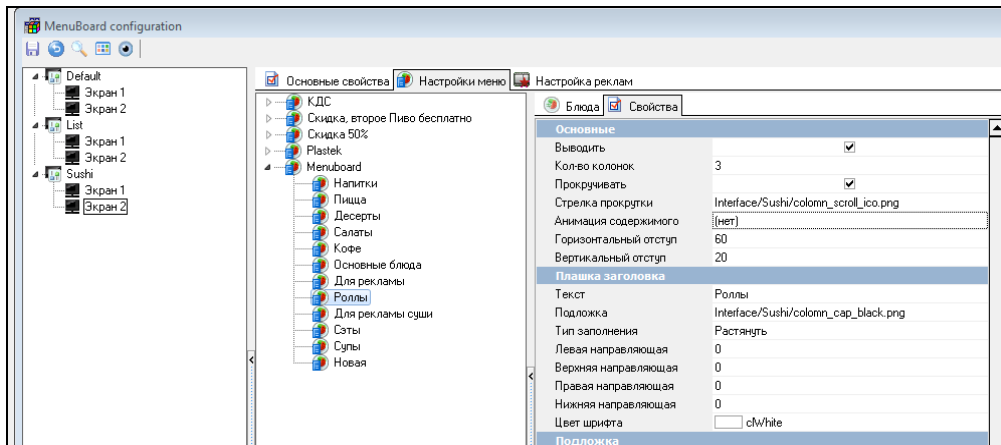 MenuBoard configuration
Default
Экран 1
Экран 2
List
Экран 1
Экран 2
Sushi
Экран 1
Экран 2
Основные свойства
Настройки меню
Настройка реклам
КДС
Скидка, второе Пиво бесплатно
Скидка 50%
Plastek
Menuboard
Напитки
Пицца
Десерты
Салаты
Кофе
Основные блюда
Для рекламы
Роллы
Для рекламы суши
Сэты
Супы
Новая
Блюда
Свойства
Основные
Выводить
Кол-во колонок 3
Прокручивать
Стрелка прокрутки Interface/Sushi/colomn_scroll_ico.png
Анимация содержимого (нет)
Горизонтальный отступ 60
Вертикальный отступ 20
Плашка заголовка
Текст Роллы
Подложка Interface/Sushi/colomn_cap_black.png
Тип заполнения Растянуть
Левая направляющая 0
Верхняя направляющая 0
Правая направляющая 0
Нижняя направляющая 0
Цвет шрифта clWhite
Подложка